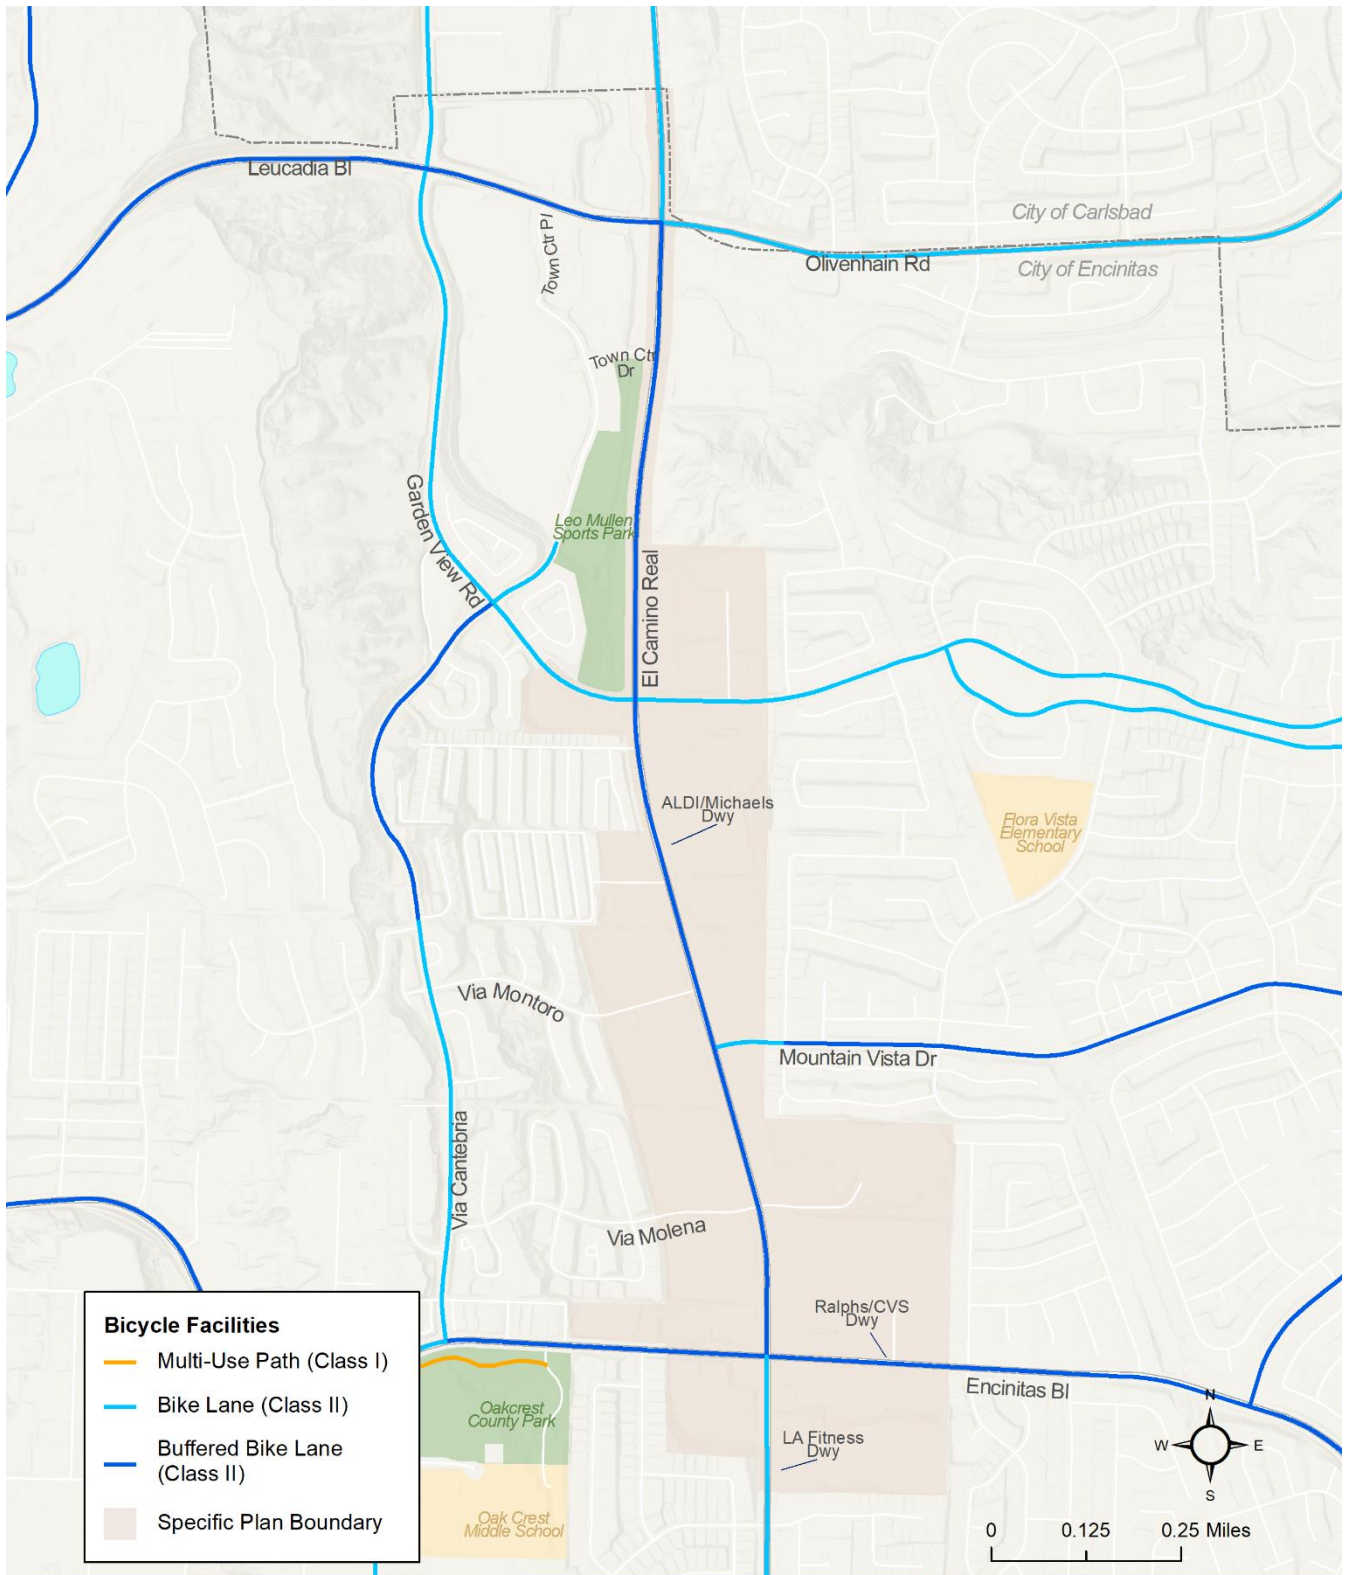 Leucadia Bl
Town Ctr Pl
City of Carlsbad
Olivenhain Rd
City of Encinitas
Town Ctr
Dr
Garden View Rd
Leo Mullen
Sports Park
El Camino Real
ALDI/Michaels
Dwy
Flora Vista
Elementary
School
Via Montoro
Mountain Vista Dr
Via Cantebria
Via Molena
Ralphs/CVS
Dwy
Encinitas Bl
Oakcrest
County Park
LA Fitness
Dwy
Oak Crest
Middle School
Bicycle Facilities
Multi-Use Path (Class I)
Bike Lane (Class II)
Buffered Bike Lane
(Class II)
Specific Plan Boundary
N
W
E
S
0
0.125
0.25 Miles